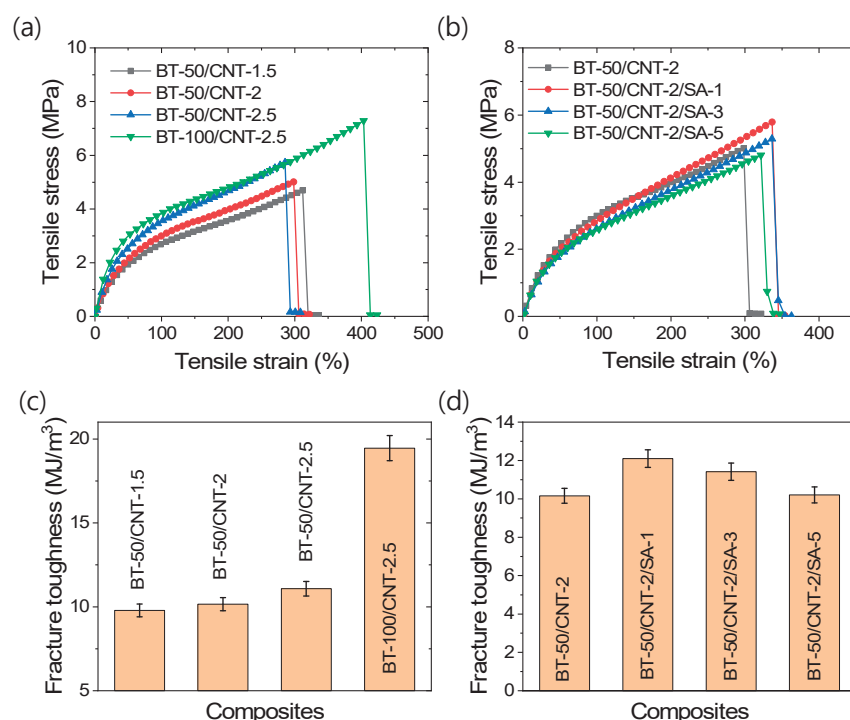 (a)
10
8
6
4
2
0
0
100
200
300
400
500
Tensile stress (MPa)
Tensile strain (%)
BT-50/CNT-1.5
BT-50/CNT-2
BT-50/CNT-2.5
BT-100/CNT-2.5
(b)
8
6
4
2
0
0
100
200
300
400
Tensile stress (MPa)
Tensile strain (%)
BT-50/CNT-2
BT-50/CNT-2/SA-1
BT-50/CNT-2/SA-3
BT-50/CNT-2/SA-5
(c)
20
15
10
5
Fracture toughness (MJ/m³)
BT-50/CNT-1.5
BT-50/CNT-2
BT-50/CNT-2.5
BT-100/CNT-2.5
Composites
(d)
14
12
10
8
6
4
2
0
Fracture toughness (MJ/m³)
BT-50/CNT-2
BT-50/CNT-2/SA-1
BT-50/CNT-2/SA-3
BT-50/CNT-2/SA-5
Composites